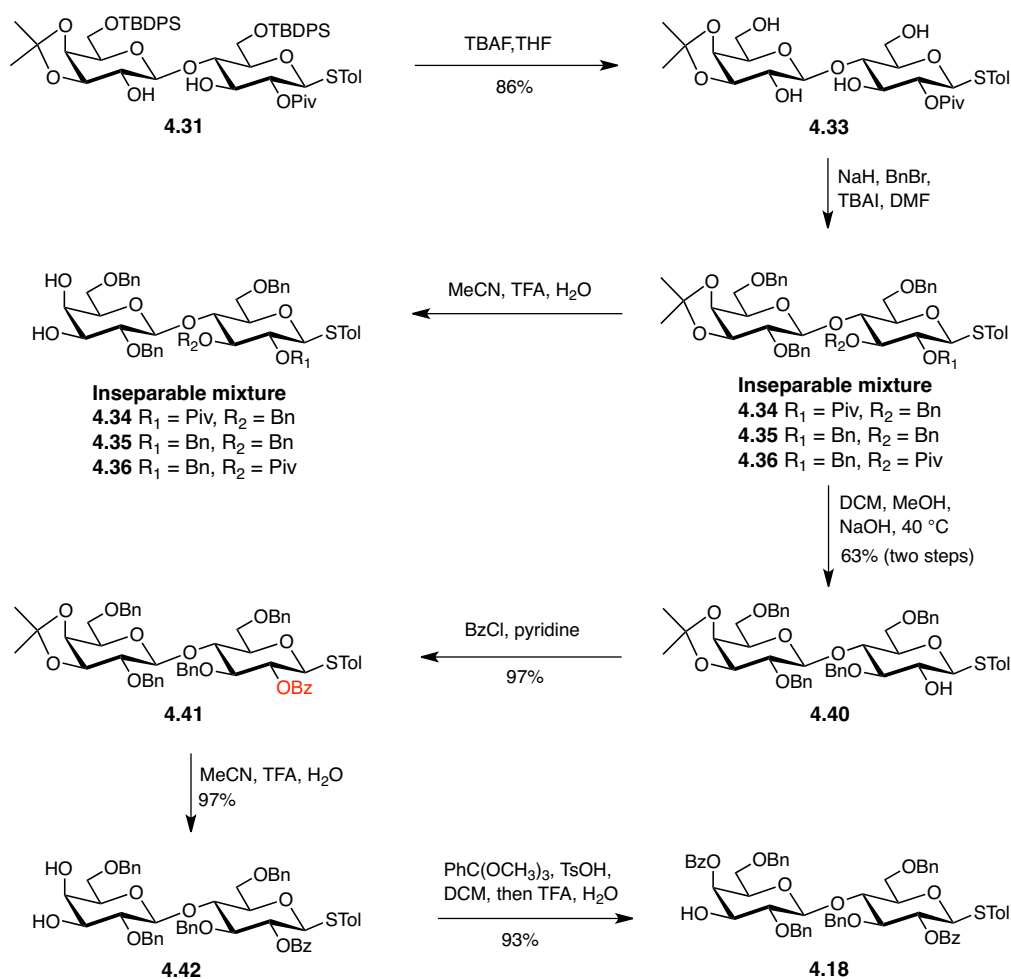 OTBDPS
OTBDPS
O
O
O
O
O
O
STol
OH
HO
OPiv
4.31
TBAF,THF
86%
OH
OH
O
O
O
O
O
STol
OH
HO
OPiv
4.33
NaH, BnBr,
TBAI, DMF
HO
OBn
OBn
O
O
O
STol
HO
OBn
R2O
OR1
Inseparable mixture
4.34 R1 = Piv, R2 = Bn
4.35 R1 = Bn, R2 = Bn
4.36 R1 = Bn, R2 = Piv
MeCN, TFA, H2O
O
OBn
OBn
O
O
O
O
STol
OBn
R2O
OR1
Inseparable mixture
4.34 R1 = Piv, R2 = Bn
4.35 R1 = Bn, R2 = Bn
4.36 R1 = Bn, R2 = Piv
DCM, MeOH,
NaOH, 40 °C
63% (two steps)
O
OBn
OBn
O
O
O
O
STol
OBn
BnO
OBz
4.41
BzCl, pyridine
97%
O
OBn
OBn
O
O
O
O
STol
OBn
BnO
OH
4.40
MeCN, TFA, H2O
97%
HO
OBn
OBn
O
O
O
STol
HO
OBn
BnO
OBz
4.42
PhC(OCH3)3, TsOH,
DCM, then TFA, H2O
93%
BzO
OBn
OBn
O
O
O
STol
HO
OBn
BnO
OBz
4.18